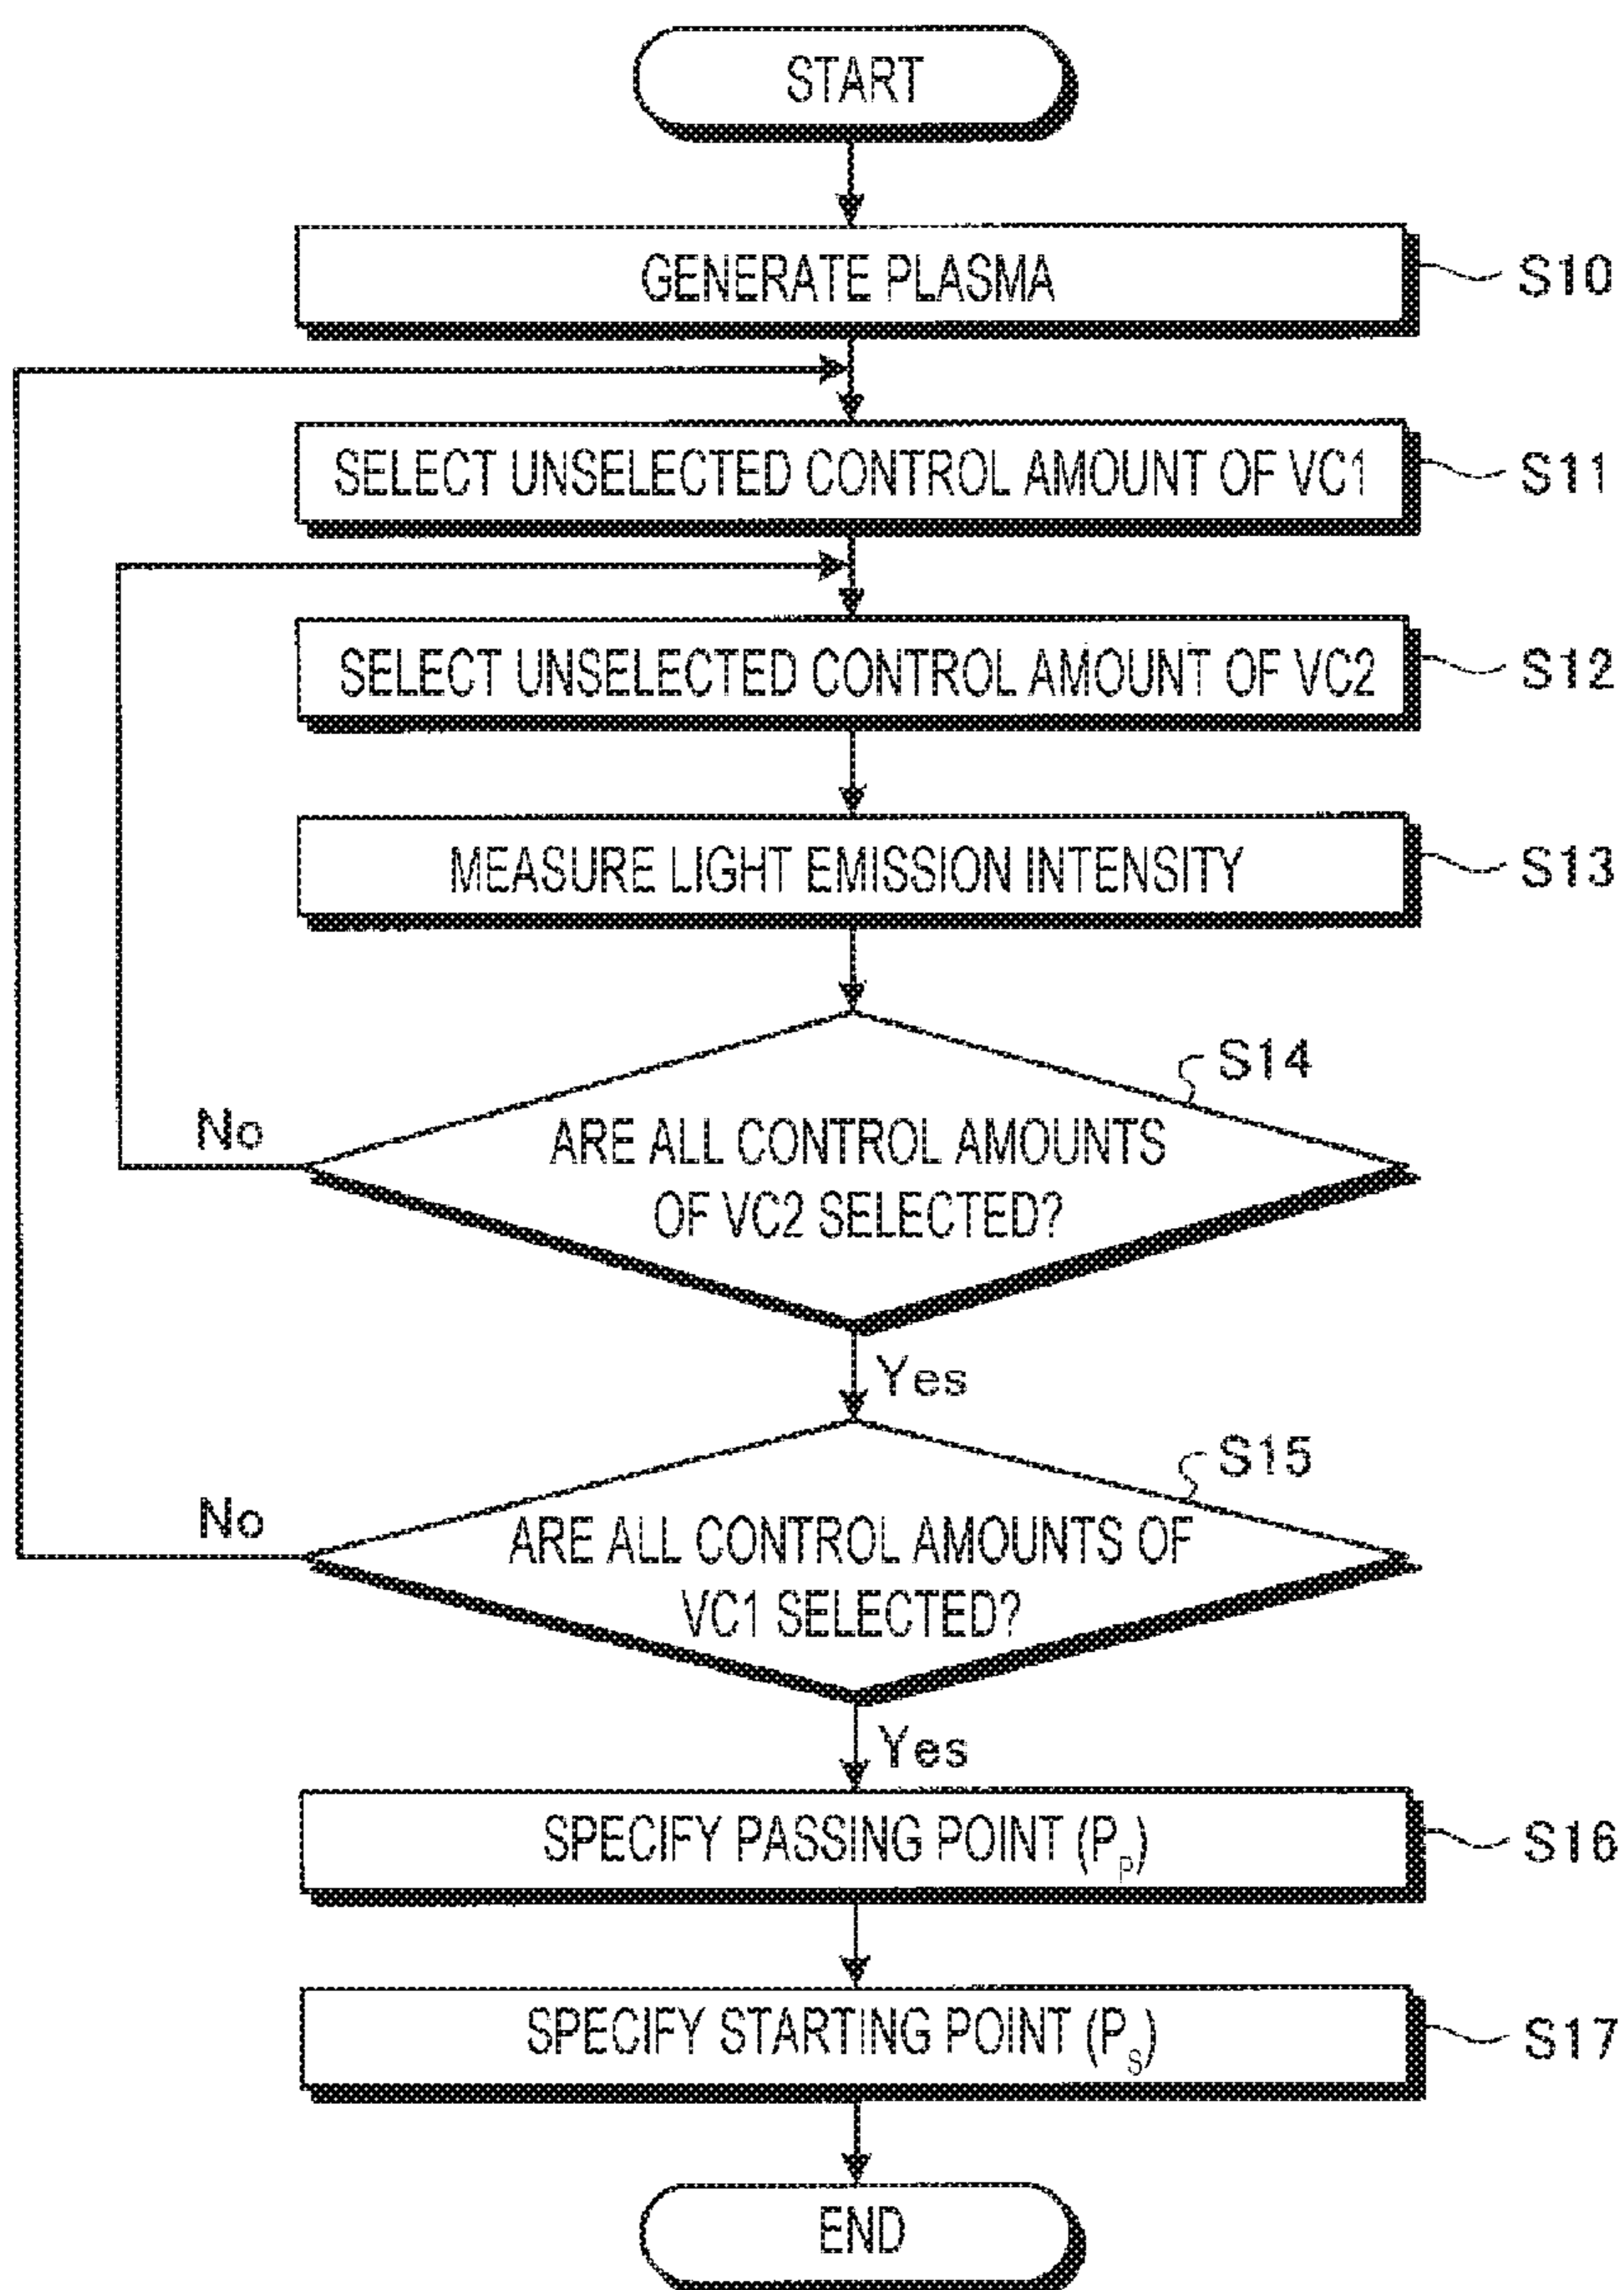 START
GENERATE PLASMA
S10
SELECT UNSELECTED CONTROL AMOUNT OF VC1
S11
SELECT UNSELECTED CONTROL AMOUNT OF VC2
S12
MEASURE LIGHT EMISSION INTENSITY
S13
S14
ARE ALL CONTROL AMOUNTS
OF VC2 SELECTED?
No
Yes
S15
ARE ALL CONTROL AMOUNTS OF
VC1 SELECTED?
No
Yes
SPECIFY PASSING POINT (Pp)
S16
SPECIFY STARTING POINT (Ps)
S17
END